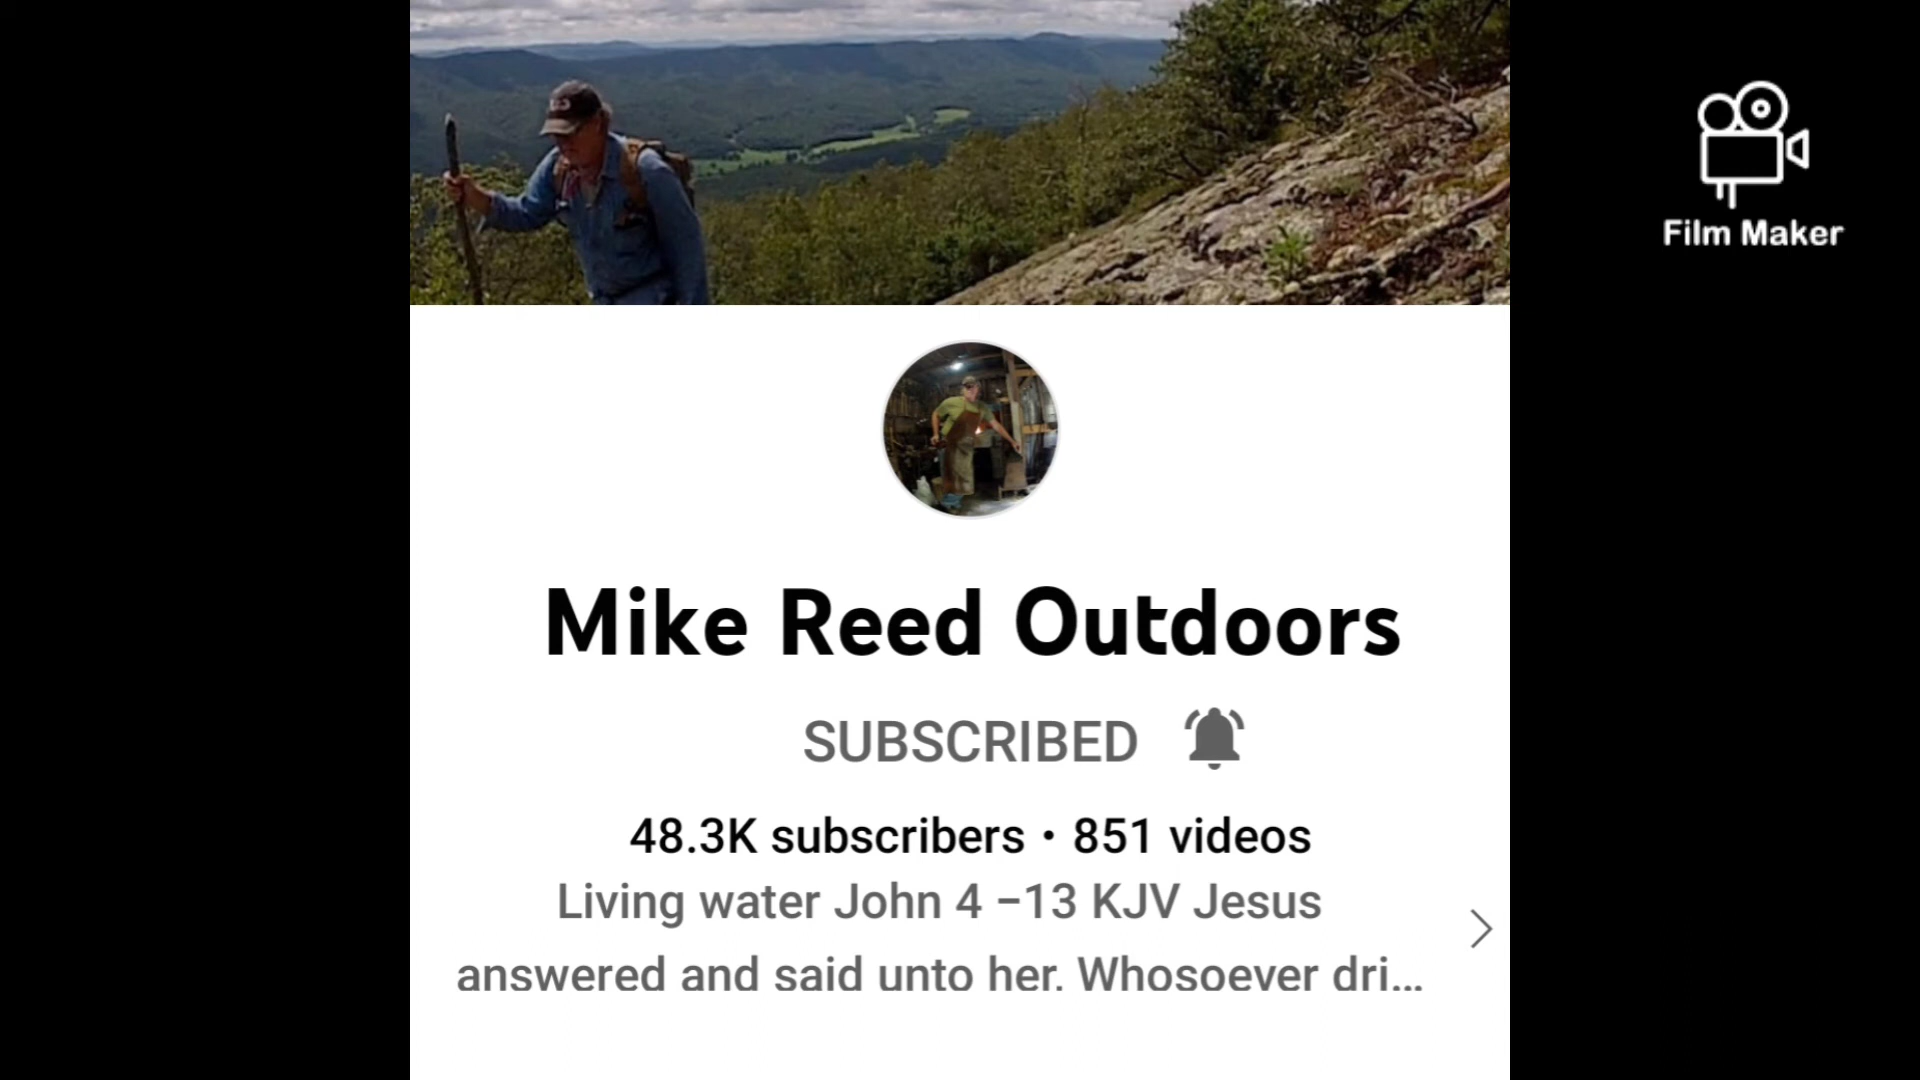 Film Maker
Mike Reed Outdoors
SUBSCRIBED
48.3K subscribers • 851 videos
Living water John 4 –13 KJV Jesus
answered and said unto her. Whosoever dri...